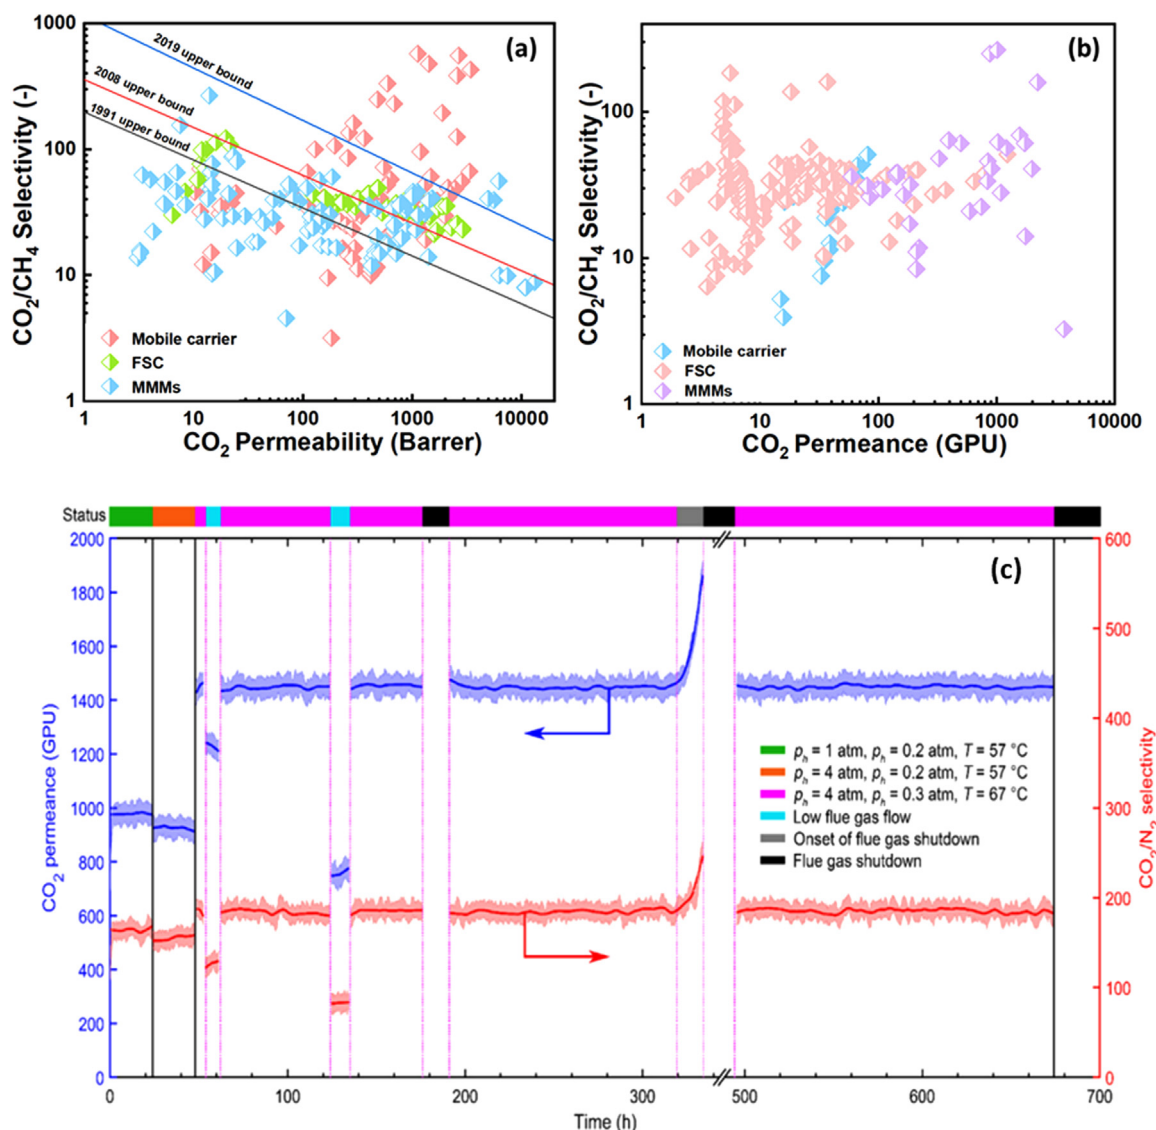 (a)
CO2/CH4 Selectivity (-)
1000
100
10
1
2019 upper bound
2008 upper bound
1991 upper bound
Mobile carrier
FSC
MMMs
1 10 100 1000 10000
CO2 Permeability (Barrer)
(b)
CO2/CH4 Selectivity (-)
100
10
1
Mobile carrier
FSC
MMMs
1 10 100 1000 10000
CO2 Permeance (GPU)
Status
(c)
CO2 permeance (GPU)
2000
1800
1600
1400
1200
1000
800
600
400
200
0
ph = 1 atm, ph = 0.2 atm, T = 57 °C
ph = 4 atm, ph = 0.2 atm, T = 57 °C
ph = 4 atm, ph = 0.3 atm, T = 67 °C
Low flue gas flow
Onset of flue gas shutdown
Flue gas shutdown
600
500
400
300
200
100
0
CO2/N2 selectivity
0 100 200 300 500 600 700
Time (h)